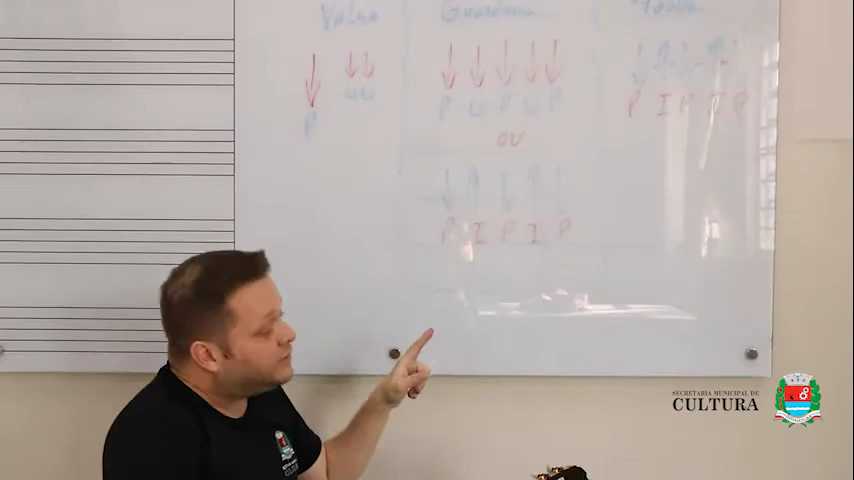 Valsa Guarânia
P U U P U P U P P I P I P
OU
P I P I P
SECRETARIA MUNICIPAL DE
CULTURA